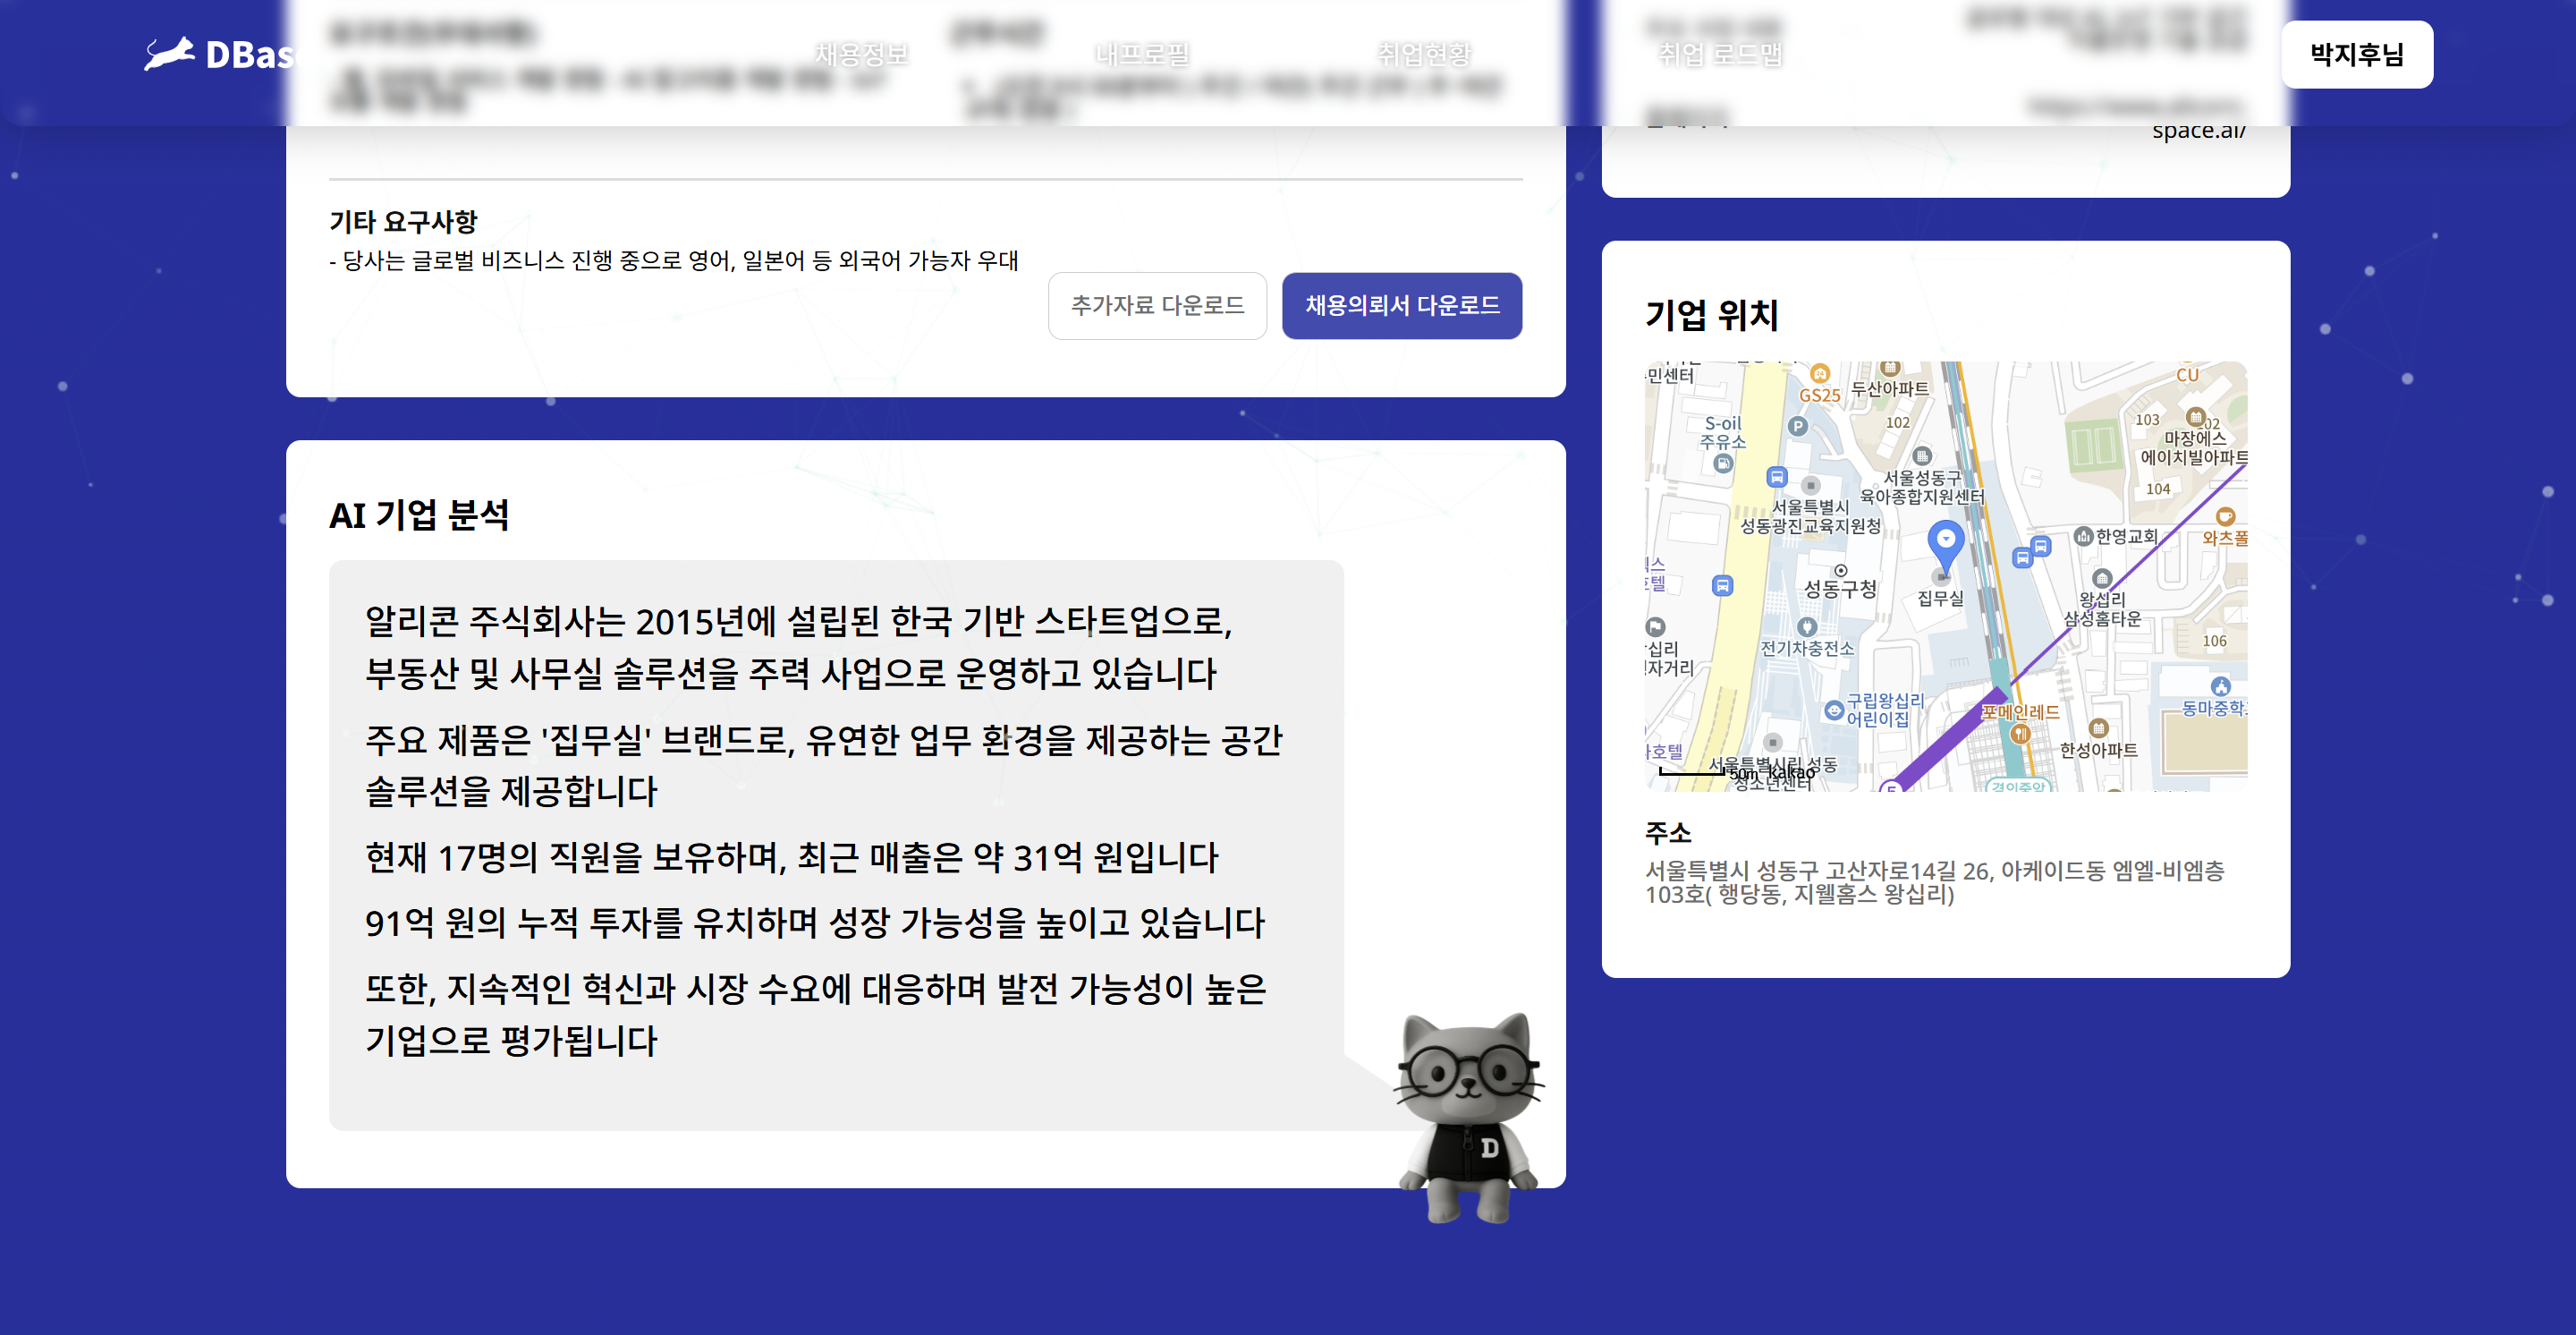 채용정보
내프로필
취업현황
취업 로드맵
박지후님
space.ai/
기타 요구사항
- 당사는 글로벌 비즈니스 진행 중으로 영어, 일본어 등 외국어 가능자 우대
추가자료 다운로드
채용의뢰서 다운로드
AI 기업 분석
알리콘 주식회사는 2015년에 설립된 한국 기반 스타트업으로,
부동산 및 사무실 솔루션을 주력 사업으로 운영하고 있습니다
주요 제품은 '집무실' 브랜드로, 유연한 업무 환경을 제공하는 공간
솔루션을 제공합니다
현재 17명의 직원을 보유하며, 최근 매출은 약 31억 원입니다
91억 원의 누적 투자를 유치하며 성장 가능성을 높이고 있습니다
또한, 지속적인 혁신과 시장 수요에 대응하며 발전 가능성이 높은
기업으로 평가됩니다
D
기업 위치
민센터
GS25
두산아파트
CU
S-oil
주유소
P
102
103
마장에스
에이치빌아파트
서울성동구
육아종합지원센터
104
서울특별시
성동광진교육지원청
한영교회
와츠폴
성동구청
집무실
왕십리
삼성홈타운
전기차충전소
106
십리
구립왕십리
어린이집
포메인레드
동마중학
호텔
한성아파트
서울특별시립 성동
청소년센터
50m kakao
경의중앙
주소
서울특별시 성동구 고산자로14길 26, 아케이드동 엠엘-비엠층
103호( 행당동, 지웰홈스 왕십리)